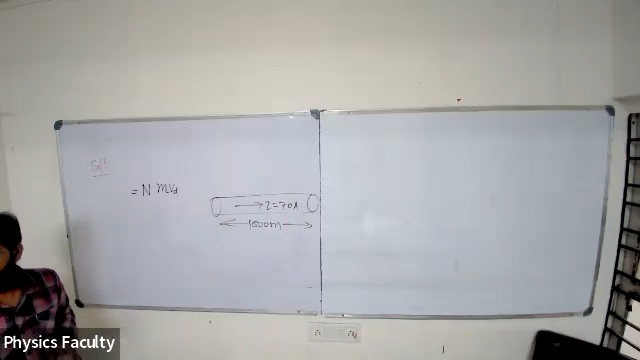 Sol!
= N mvd
→ I = 70A
1000m
Physics Faculty